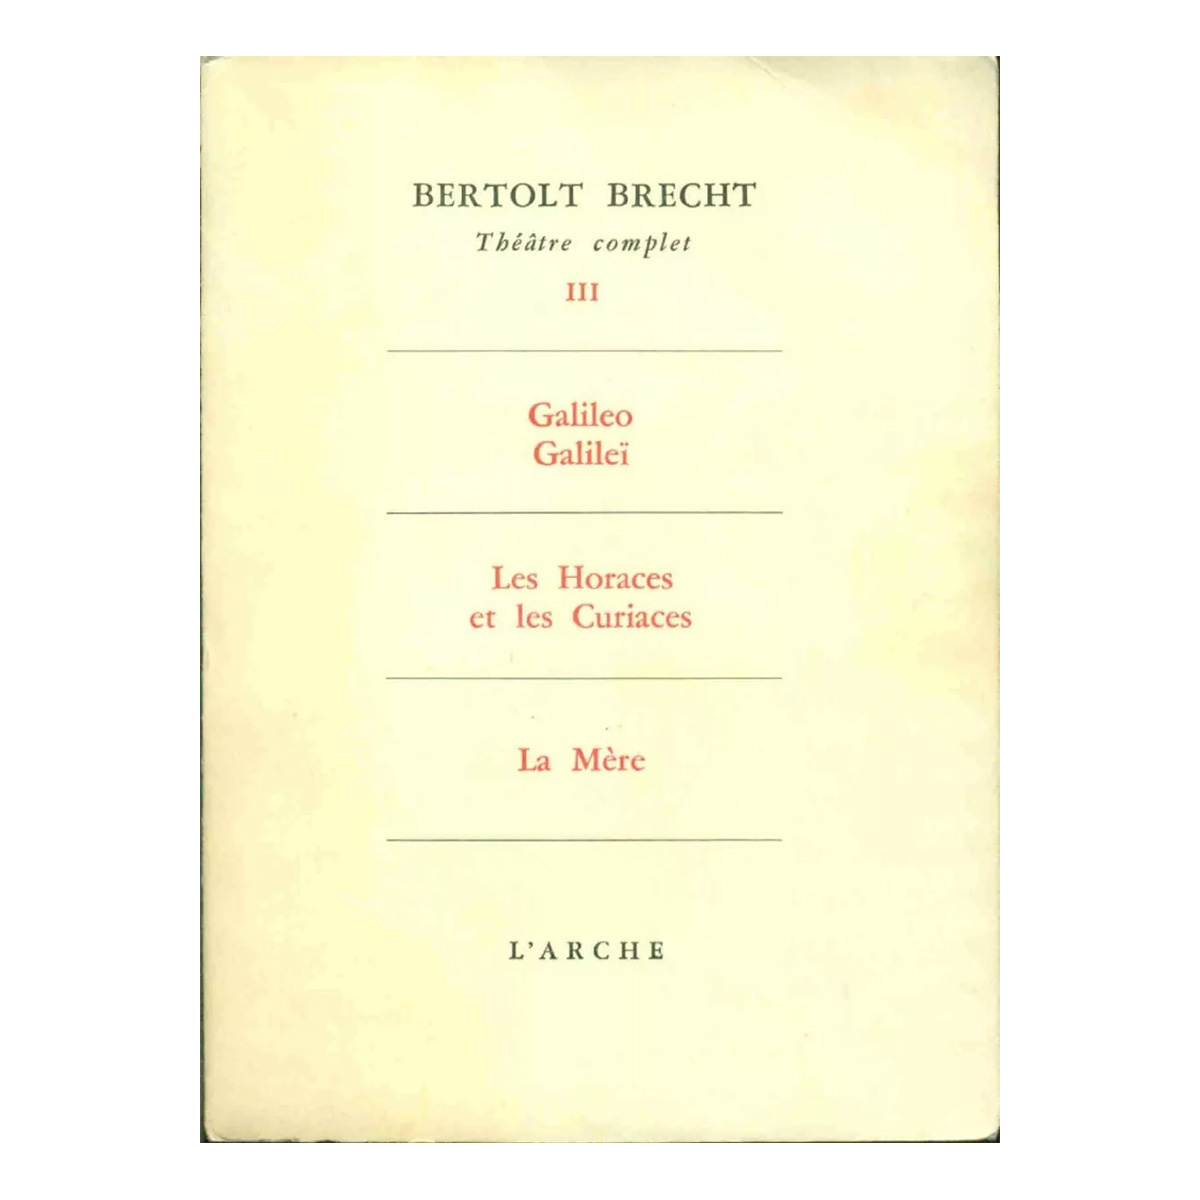 BERTOLT BRECHT
Théâtre complet
III
Galileo
Galileï
Les Horaces
et les Curiaces
La Mère
L'ARCHE